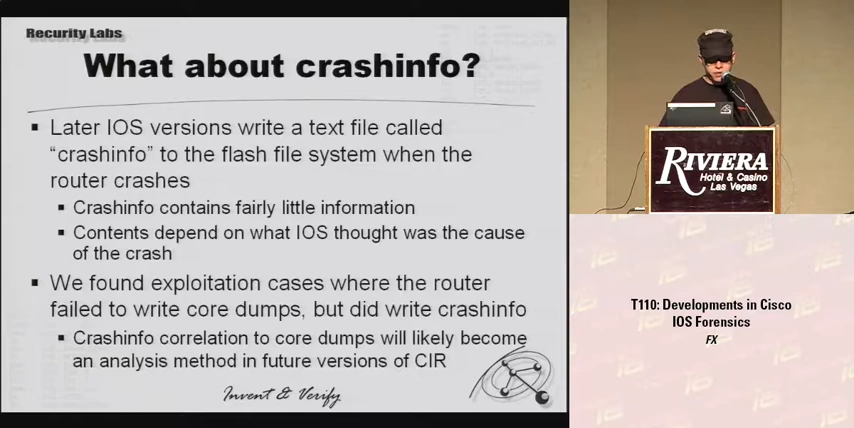 Recurity Labs
What about crashinfo?
Later IOS versions write a text file called
“crashinfo” to the flash file system when the
router crashes
Crashinfo contains fairly little information
Contents depend on what IOS thought was the cause
of the crash
We found exploitation cases where the router
failed to write core dumps, but did write crashinfo
Crashinfo correlation to core dumps will likely become
an analysis method in future versions of CIR
Invent & Verify
RIVIERA
Hotel & Casino
Las Vegas
T110: Developments in Cisco
IOS Forensics
FX